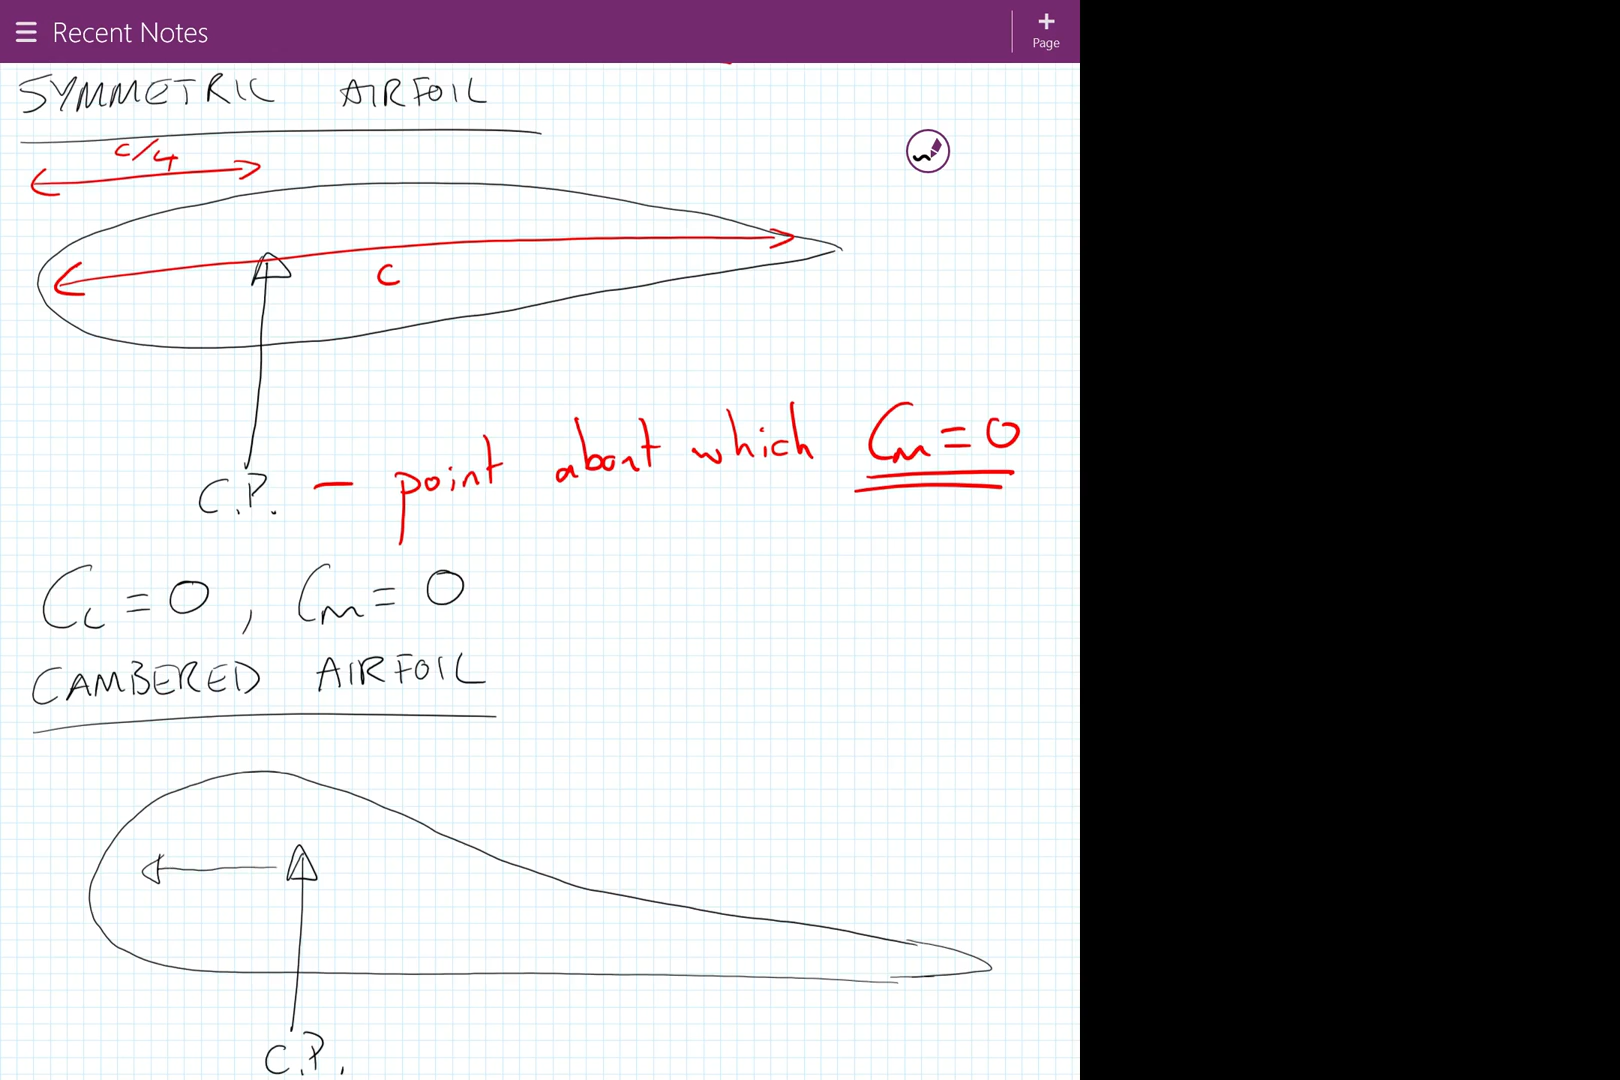 Recent Notes
Page
SYMMETRIC AIRFOIL
c/4
C
C.P. — point about which Cm=0
CL = 0, Cm = 0
CAMBERED AIRFOIL
C.P.